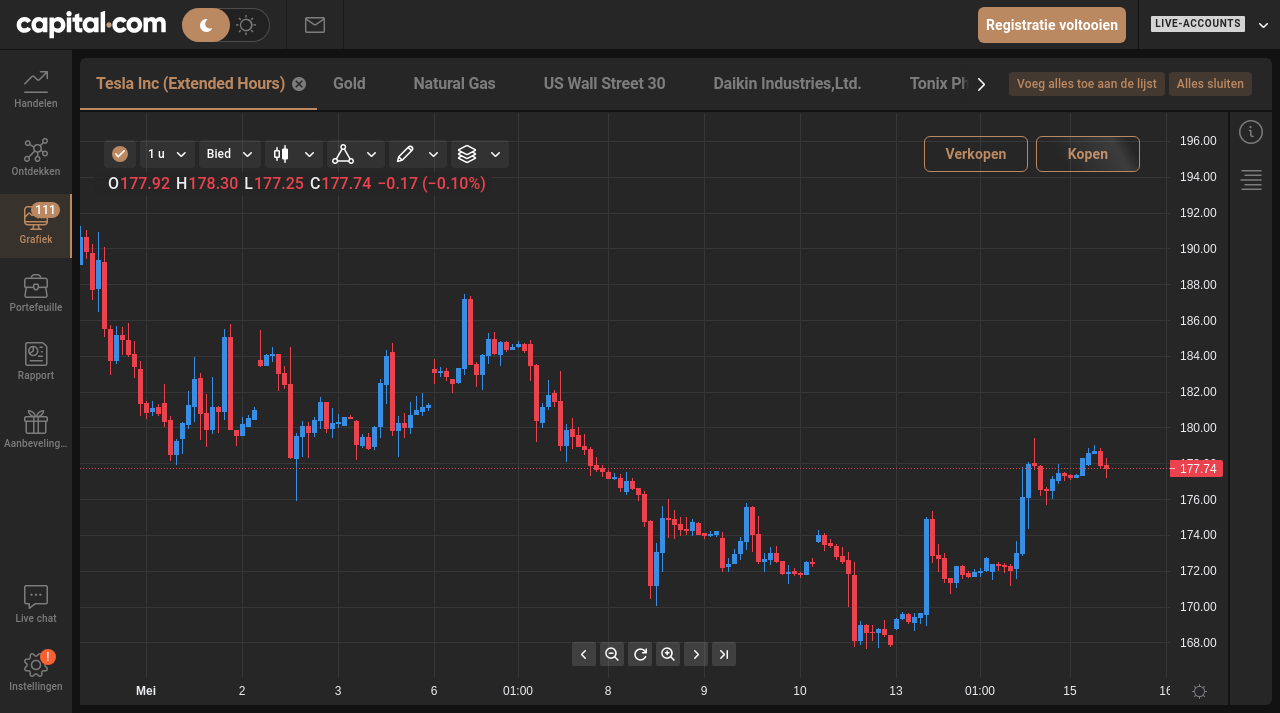 capital.com
Registratie voltooien
LIVE-ACCOUNTS
Handelen
Ontdekken
111
Grafiek
Portefeuille
Rapport
Aanbeveling...
Live chat
!
Instellingen
Tesla Inc (Extended Hours)
Gold
Natural Gas
US Wall Street 30
Daikin Industries,Ltd.
Tonix Ph
Voeg alles toe aan de lijst
Alles sluiten
1 u
Bied
Verkopen
Kopen
O177.92 H178.30 L177.25 C177.74 −0.17 (−0.10%)
196.00
194.00
192.00
190.00
188.00
186.00
184.00
182.00
180.00
177.74
176.00
174.00
172.00
170.00
168.00
Mei
2
3
6
01:00
8
9
10
13
01:00
15